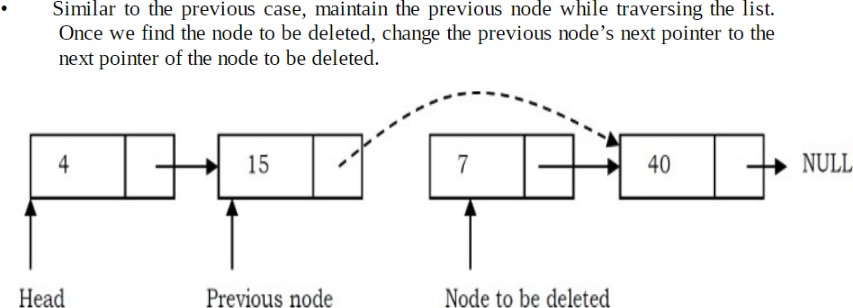 • Similar to the previous case, maintain the previous node while traversing the list.
Once we find the node to be deleted, change the previous node’s next pointer to the
next pointer of the node to be deleted.
4 15 7 40 NULL
Head Previous node Node to be deleted